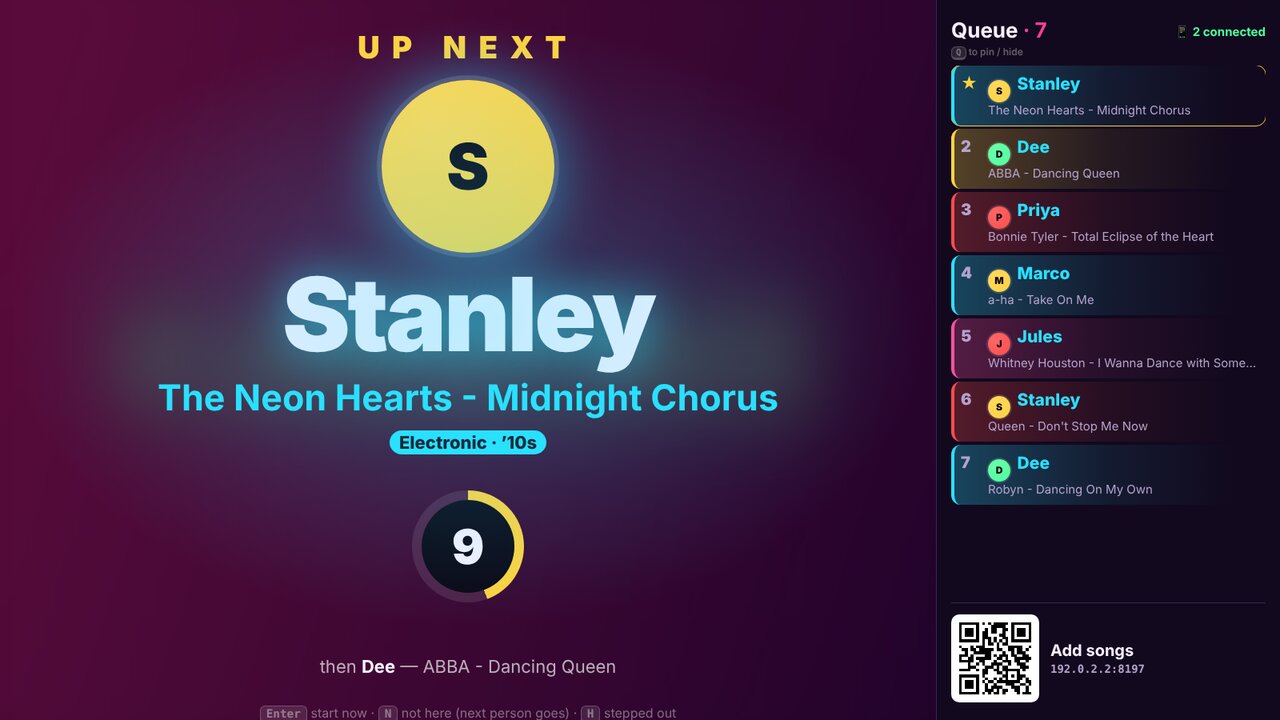 UP NEXT
S
Stanley
The Neon Hearts - Midnight Chorus
Electronic · ’10s
9
then Dee — ABBA - Dancing Queen
Enter start now · N not here (next person goes) · H stepped out
Queue · 7
2 connected
Q to pin / hide
★ S Stanley
The Neon Hearts - Midnight Chorus
2 D Dee
ABBA - Dancing Queen
3 P Priya
Bonnie Tyler - Total Eclipse of the Heart
4 M Marco
a-ha - Take On Me
5 J Jules
Whitney Houston - I Wanna Dance with Some...
6 S Stanley
Queen - Don't Stop Me Now
7 D Dee
Robyn - Dancing On My Own
Add songs
192.0.2.2:8197